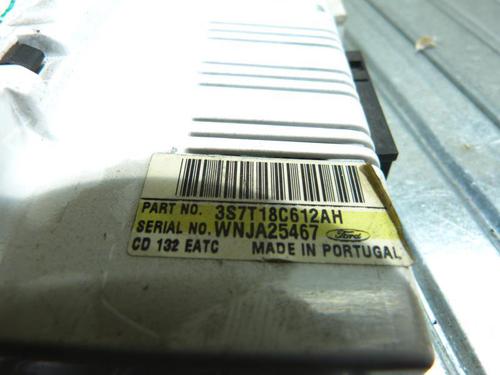 PART NO. 3S7T18C612AH
SERIAL NO. WNJA25467 Ford
CD 132 EATC MADE IN PORTUGAL